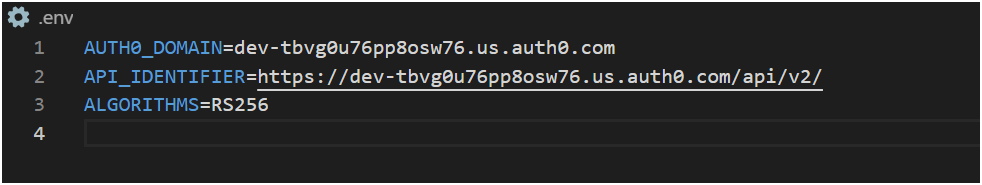 .env
1 AUTH0_DOMAIN=dev-tbvg0u76pp8osw76.us.auth0.com
2 API_IDENTIFIER=https://dev-tbvg0u76pp8osw76.us.auth0.com/api/v2/
3 ALGORITHMS=RS256
4